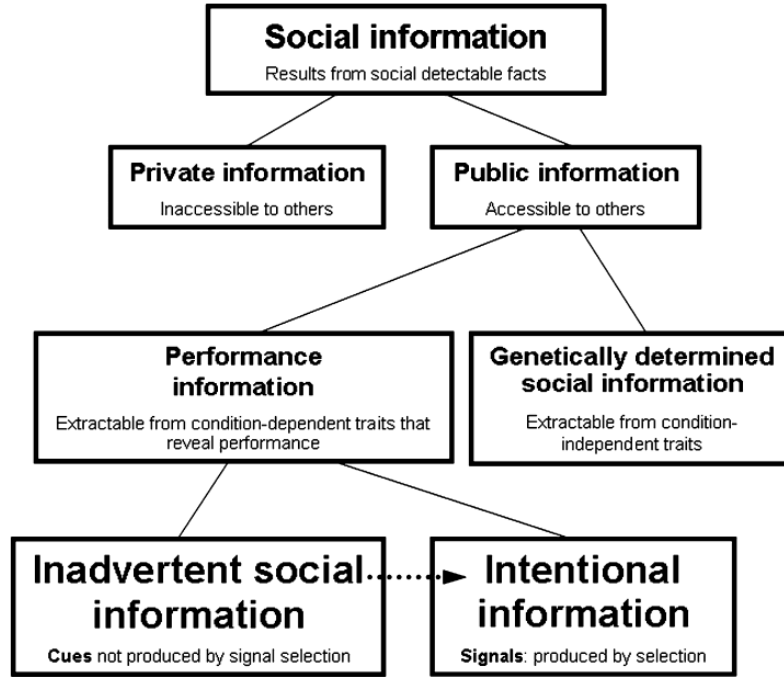 Social information
Results from social detectable facts
Private information
Inaccessible to others
Public information
Accessible to others
Performance
information
Extractable from condition-dependent traits that
reveal performance
Genetically determined
social information
Extractable from condition-
independent traits
Inadvertent social
information
Cues not produced by signal selection
Intentional
information
Signals: produced by selection